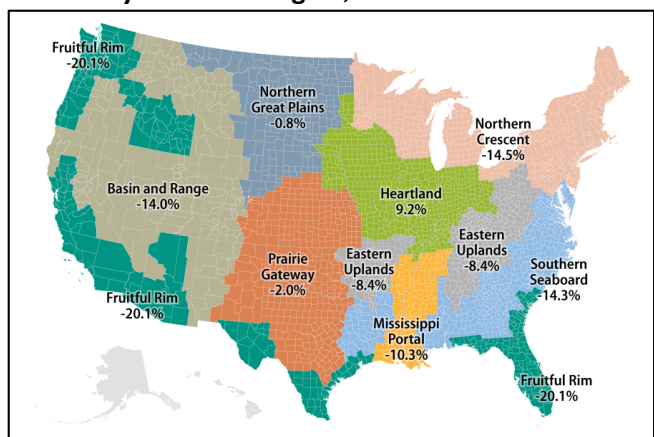 Fruitful Rim
-20.1%
Northern
Great Plains
-0.8%
Northern
Crescent
-14.5%
Basin and Range
-14.0%
Heartland
9.2%
Eastern
Uplands
-8.4%
Eastern
Uplands
-8.4%
Prairie
Gateway
-2.0%
Southern
Seaboard
-14.3%
Fruitful Rim
-20.1%
Mississippi
Portal
-10.3%
Fruitful Rim
-20.1%